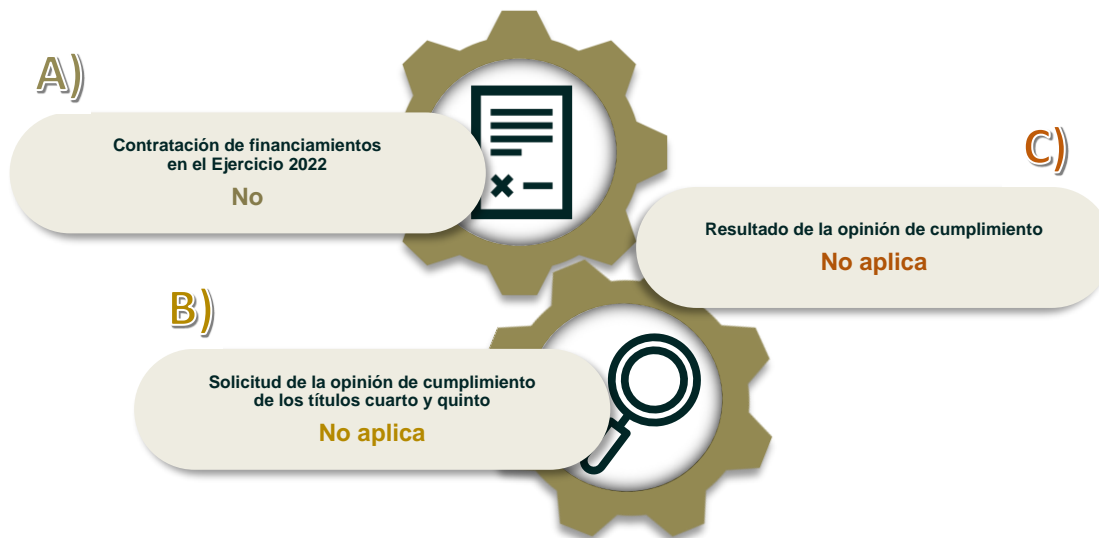 A)
Contratación de financiamientos
en el Ejercicio 2022
No
B)
Solicitud de la opinión de cumplimiento
de los títulos cuarto y quinto
No aplica
C)
Resultado de la opinión de cumplimiento
No aplica